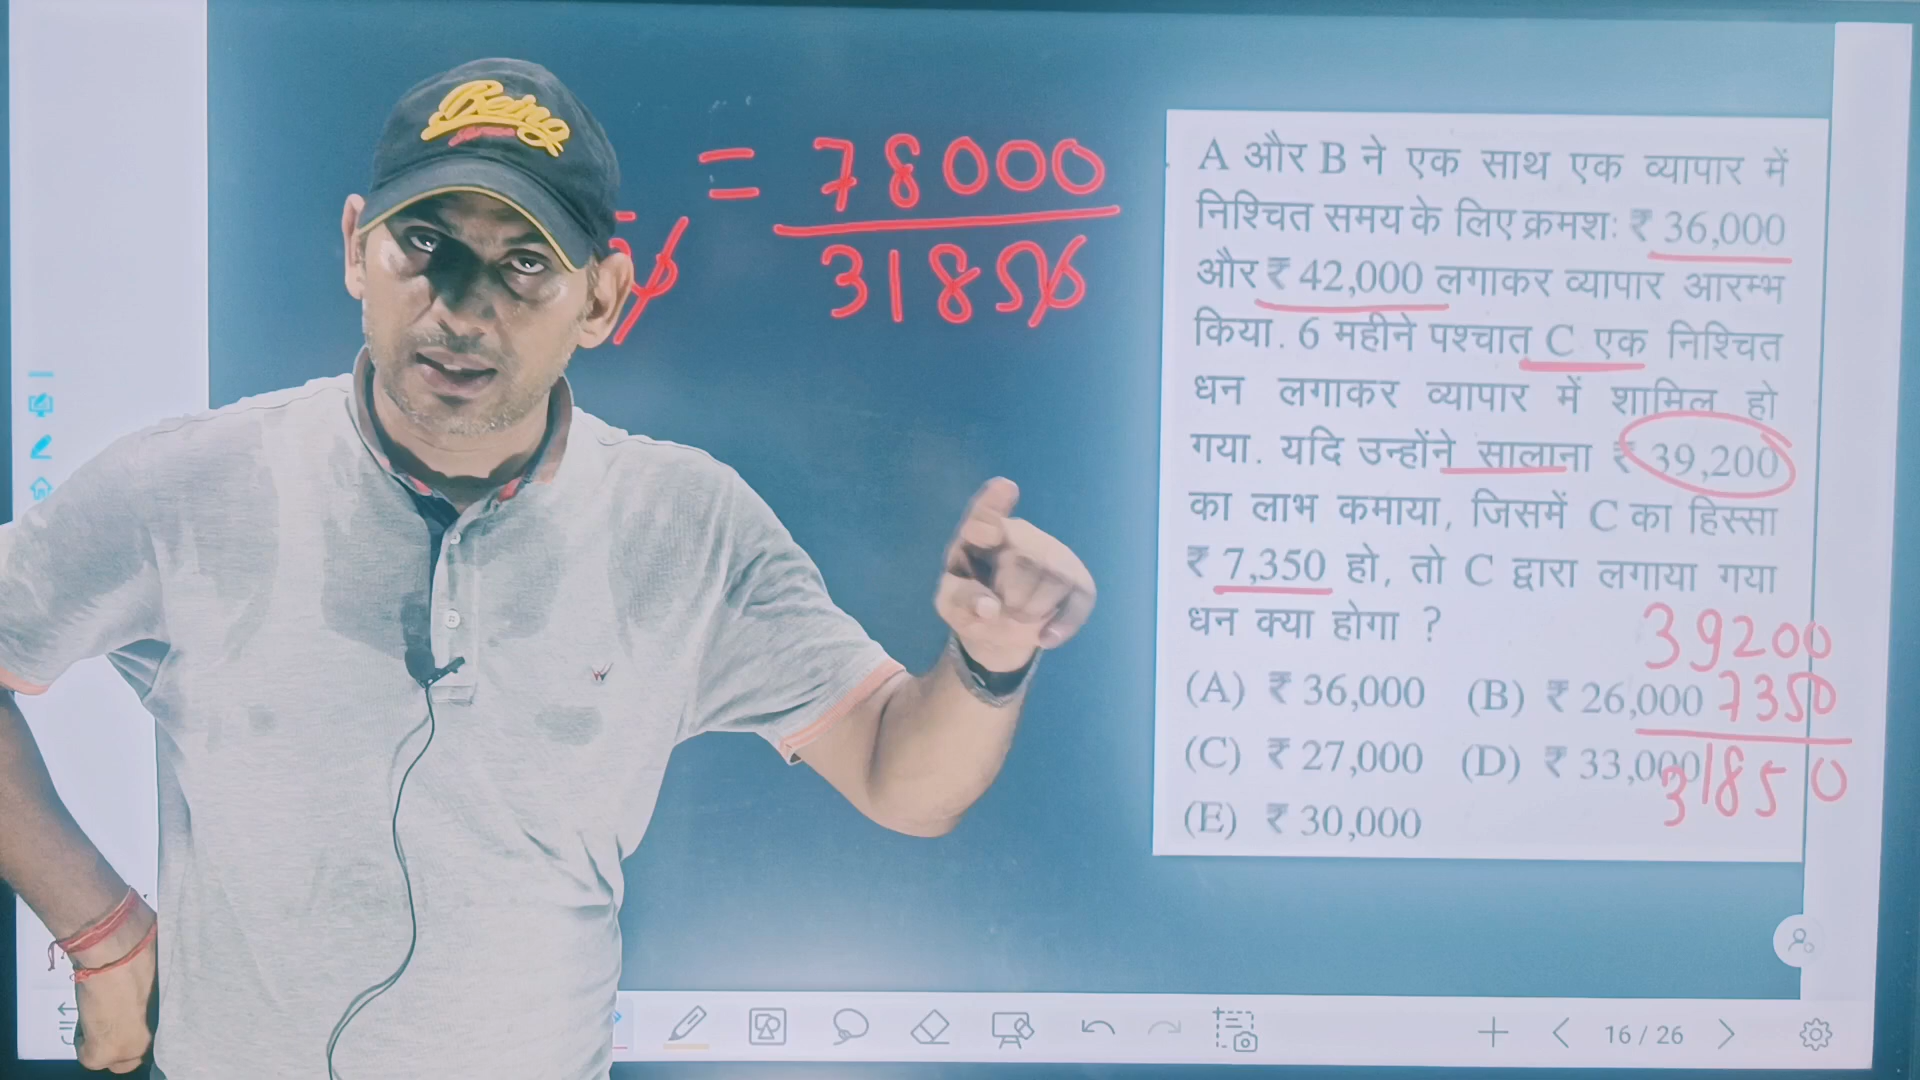 Being
= 78000
31850
A और B ने एक साथ एक व्यापार में
निश्चित समय के लिए क्रमशः ₹ 36,000
और ₹ 42,000 लगाकर व्यापार आरम्भ
किया. 6 महीने पश्चात C एक निश्चित
धन लगाकर व्यापार में शामिल हो
गया. यदि उन्होंने सालाना ₹ 39,200
का लाभ कमाया, जिसमें C का हिस्सा
₹ 7,350 हो, तो C द्वारा लगाया गया
धन क्या होगा ?
39200
(A) ₹ 36,000 (B) ₹ 26,000
7350
(C) ₹ 27,000 (D) ₹ 33,000
31850
(E) ₹ 30,000
16 / 26